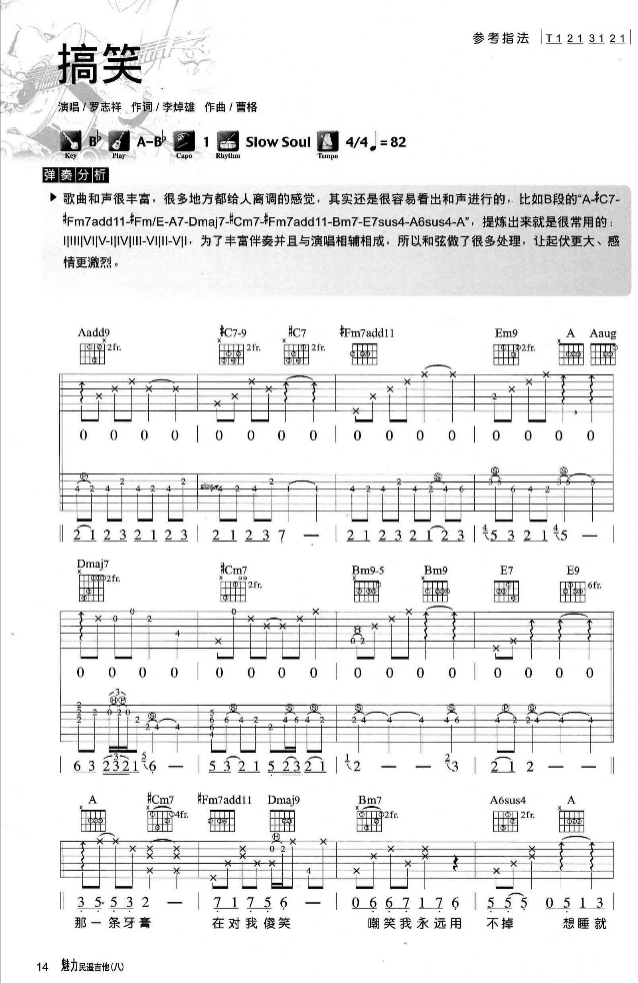 参考指法 T1213121
搞笑
演唱/罗志祥 作词/李焯雄 作曲/曹格
B♭ A–B♭ 1 Slow Soul 4/4 ♩=82
Key Play Capo Rhythm Tempo
弹奏分析
歌曲和声很丰富，很多地方都给人离调的感觉，其实还是很容易看出和声进行的，比如B段的“A-♯C7-
♯Fm7add11-♯Fm/E-A7-Dmaj7-♯Cm7-♯Fm7add11-Bm7-E7sus4-A6sus4-A”，提炼出来就是很常用的：
I|III|VI|V-I|IV|III-VI|II-V|I，为了丰富伴奏并且与演唱相辅相成，所以和弦做了很多处理，让起伏更大、感
情更激烈。
Aadd9 ♯C7-9 ♯C7 ♯Fm7add11 Em9 A Aaug
2fr. 2fr. 2fr. 2fr.
0 0 0 0 | 0 0 0 0 | 0 0 0 0 | 0 0 0 0
2 1 2 3 2 1 2 3 | 2 1 2 3 7 — | 2 1 2 3 2 1 2 3 | 5 3 2 1 5 —
Dmaj7 ♯Cm7 Bm9-5 Bm9 E7 E9
2fr. 2fr. 6fr.
0 0 0 0 | 0 0 0 0 | 0 0 0 0 | 0 0 0 0
6 3 2 3 2 1 6 — | 5 3 2 1 5 2 3 2 1 | 2 — — 3 | 2 1 2 — —
A ♯Cm7 ♯Fm7add11 Dmaj9 Bm7 A6sus4 A
4fr. 2fr. 2fr.
3 5 5 3 2 — | 7 1 7 5 — | 0 6 6 7 1 7 6 | 5 5 5 0 5 1 3
那一条牙膏 在对我傻笑 嘲笑我永远用 不掉 想睡就
14 魅力民谣吉他(八)